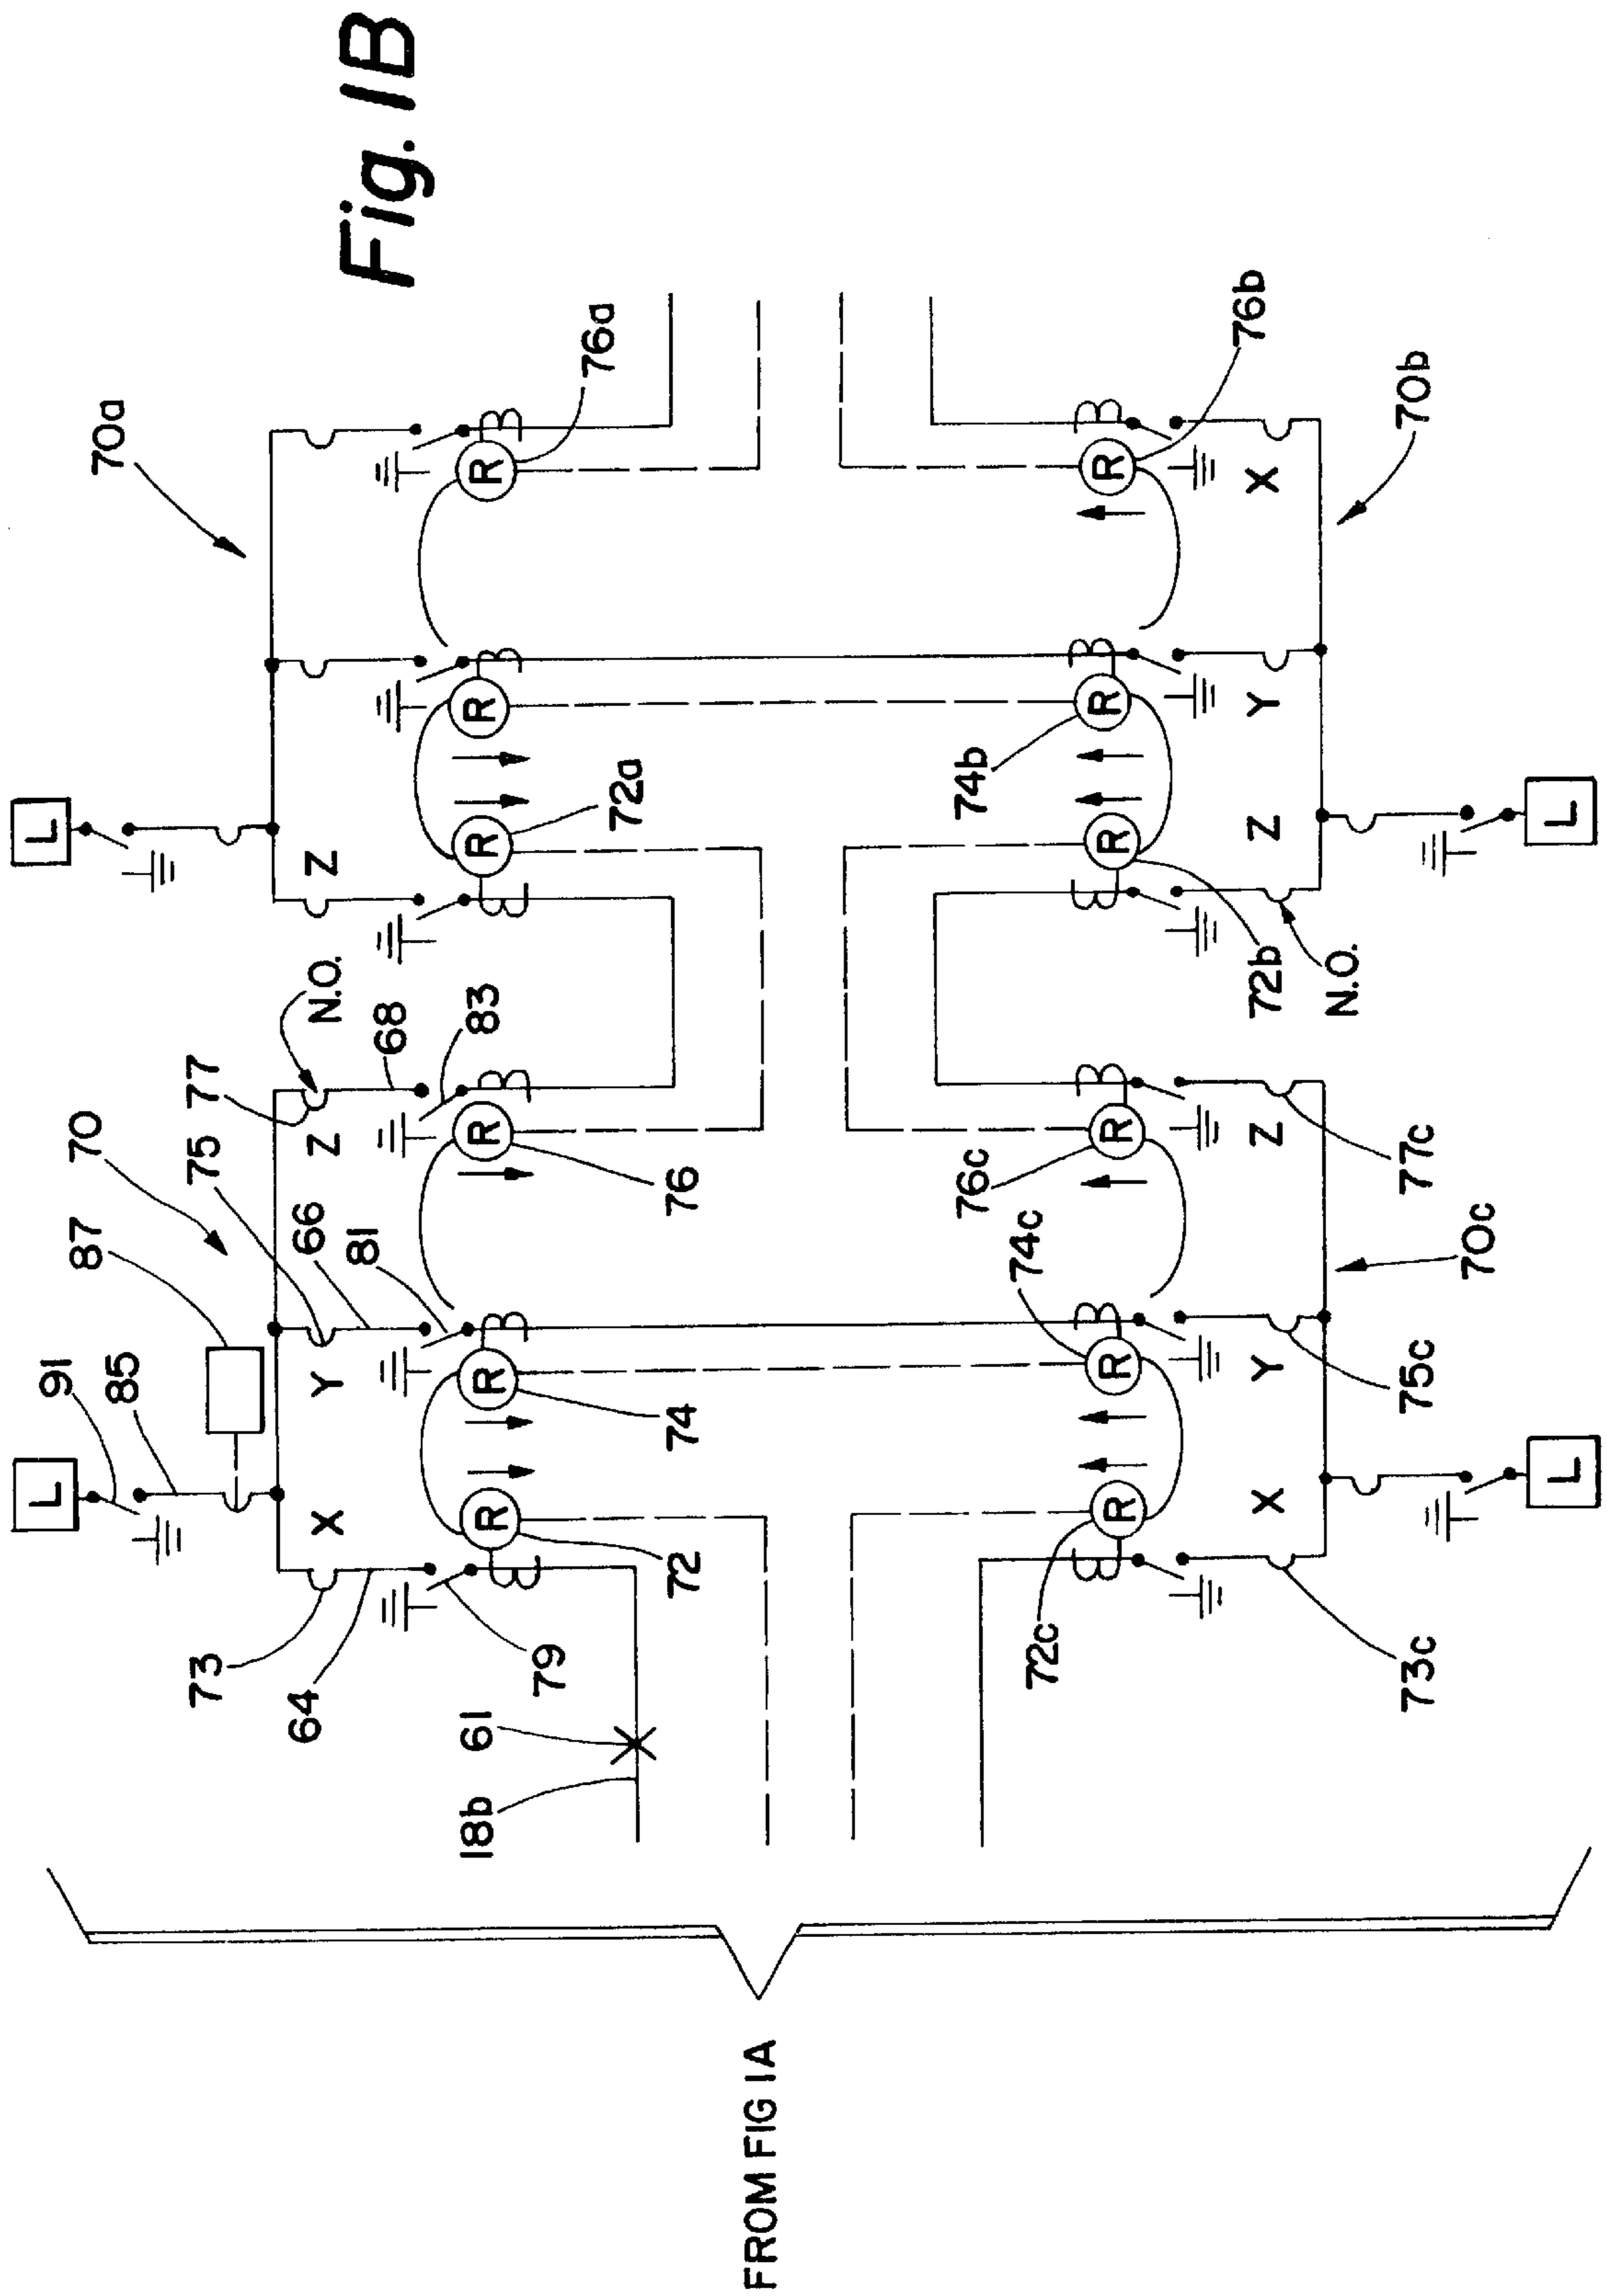 Fig. 1B
70a
76a
72a
L
Z
N.O.
68
83
77
75
70
87
66
81
76
74
Z
Y
X
L
91
85
72
73
64
79
61
18b
76b
70b
X
Y
Z
74b
72b
N.O.
L
R
R
R
R
R
R
R
R
R
R
R
R
76c
74c
77c
70c
Z
Y
X
75c
L
72c
73c
FROM FIG 1A